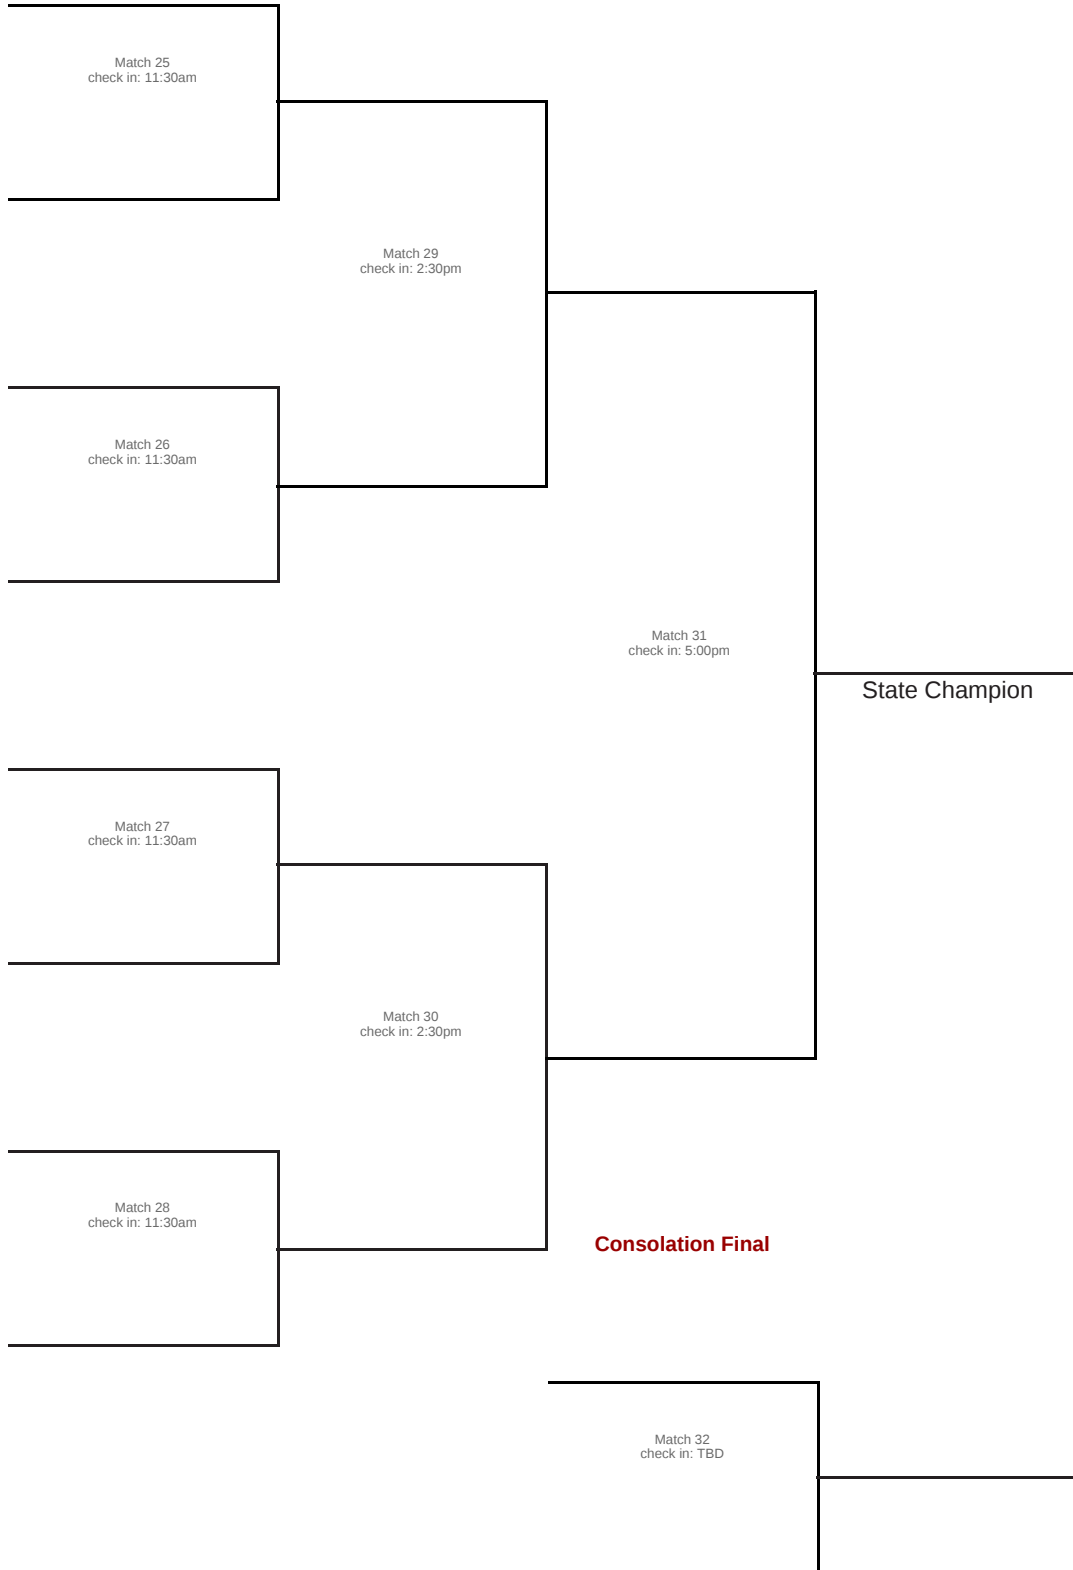 Match 25
check in: 11:30am
Match 29
check in: 2:30pm
Match 26
check in: 11:30am
Match 31
check in: 5:00pm
State Champion
Match 27
check in: 11:30am
Match 30
check in: 2:30pm
Match 28
check in: 11:30am
Consolation Final
Match 32
check in: TBD